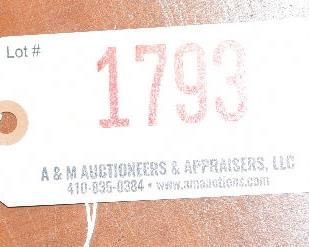 Lot #
1793
A & M AUCTIONEERS & APPRAISERS, LLC
410-835-0384 • www.amauctions.com